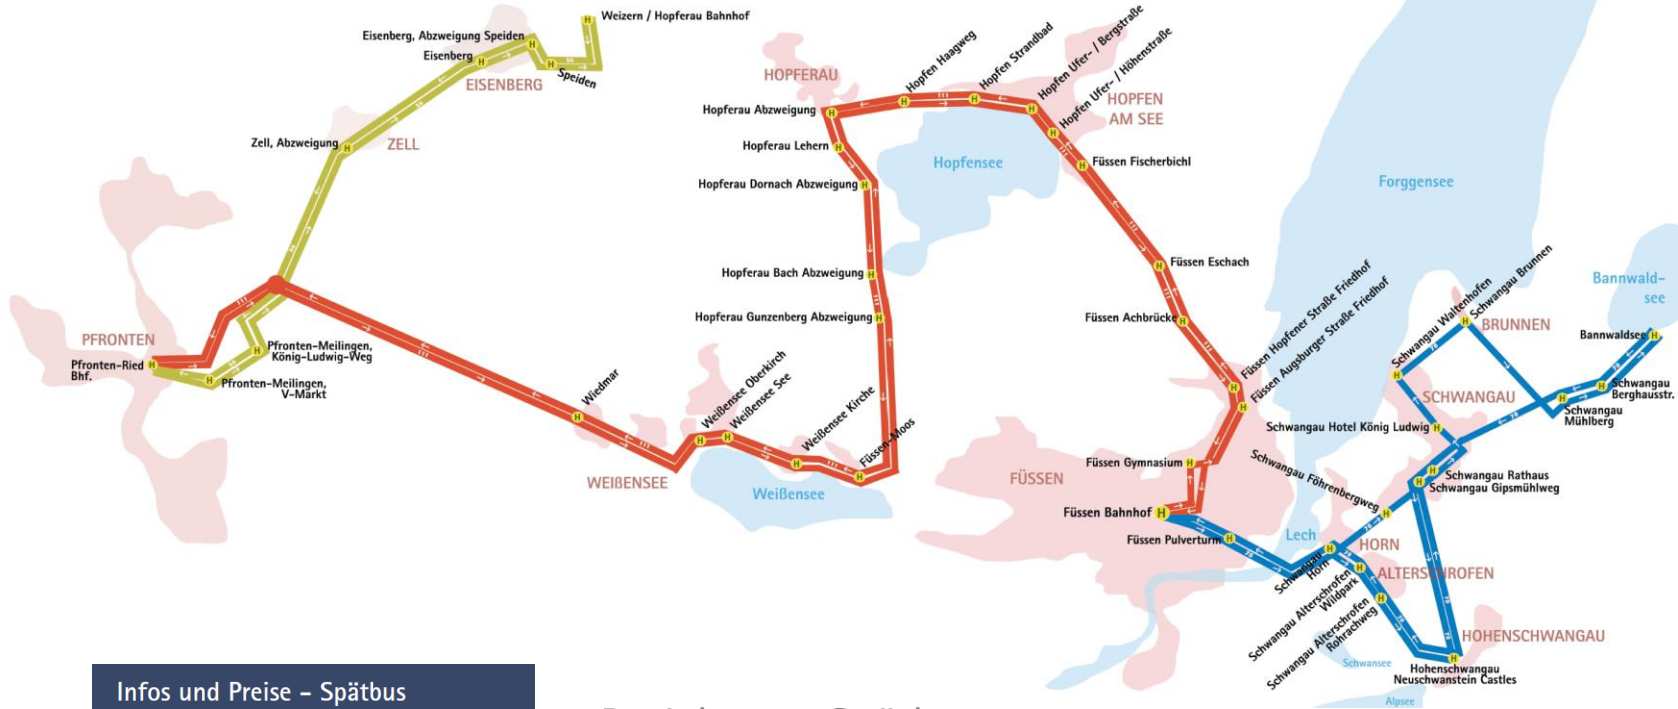 Weizern / Hopferau Bahnhof
Eisenberg, Abzweigung Speiden
Eisenberg
Speiden
EISENBERG
Zell, Abzweigung
ZELL
PFRONTEN
Pfronten-Ried
Bhf.
Pfronten-Meilingen,
König-Ludwig-Weg
Pfronten-Meilingen,
V-Markt
HOPFERAU
Hopferau Abzweigung
Hopferau Lehern
Hopferau Dornach Abzweigung
Hopferau Bach Abzweigung
Hopferau Gunzenberg Abzweigung
Hopfen Haagweg
Hopfen Strandbad
Hopfen Ufer- / Bergstraße
Hopfen Ufer- / Höhenstraße
HOPFEN
AM SEE
Hopfensee
Füssen Fischerbichl
Füssen Eschach
Füssen Achbrücke
Füssen Hopfener Straße Friedhof
Füssen Augsburger Straße Friedhof
Wiedmar
WEIßENSEE
Weißensee Oberkirch
Weißensee See
Weißensee Kirche
Füssen-Moos
Weißensee
FÜSSEN
Füssen Gymnasium
Füssen Bahnhof
Füssen Pulverturm
Forggensee
Bannwald-
see
Bannwaldsee
Schwangau Waltenhofen
Schwangau Brunnen
BRUNNEN
SCHWANGAU
Schwangau
Berghausstr.
Schwangau
Mühlberg
Schwangau Hotel König Ludwig
Schwangau Föhrenbergweg
Schwangau Rathaus
Schwangau Gipsmühlweg
Lech
HORN
Schwangau
Horn
ALTERSCHROFEN
Schwangau Alterschrofen
Wildpark
Schwangau Alterschrofen
Rohrachweg
HOHENSCHWANGAU
Hohenschwangau
Neuschwanstein Castles
Schwansee
Alpsee
Infos und Preise – Spätbus